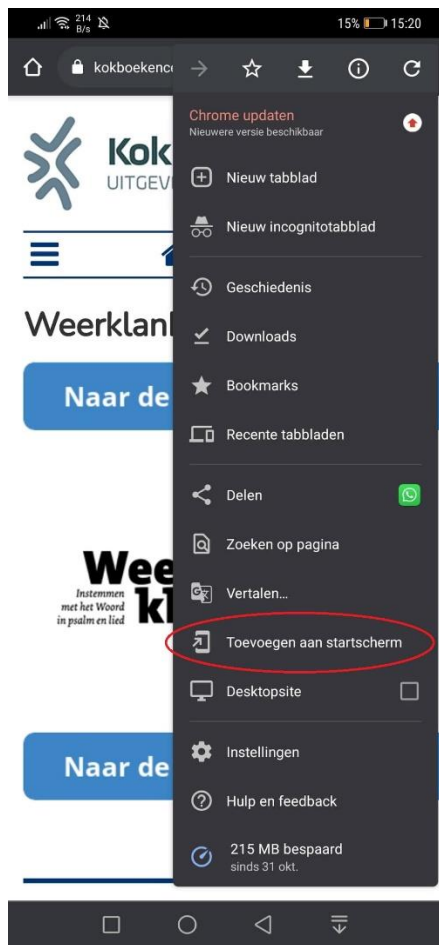 214
B/s
15%
15:20
kokboekence
Chrome updaten
Nieuwere versie beschikbaar
Kok
UITGEV
Nieuw tabblad
Nieuw incognitotabblad
Geschiedenis
Weerklan
Downloads
Naar de
Bookmarks
Recente tabbladen
Delen
Zoeken op pagina
Wee
kl
Instemmen
met het Woord
in psalm en lied
Vertalen...
Toevoegen aan startscherm
Desktopsite
Naar de
Instellingen
Hulp en feedback
215 MB bespaard
sinds 31 okt.